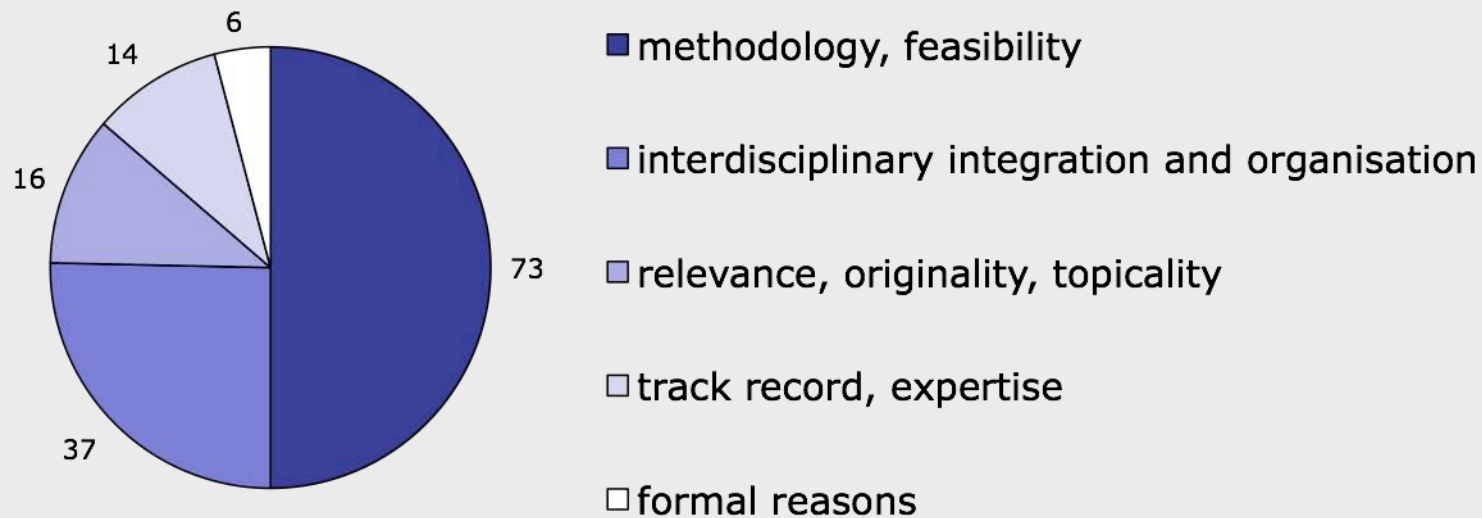 6
14
16
37
73
methodology, feasibility
interdisciplinary integration and organisation
relevance, originality, topicality
track record, expertise
formal reasons